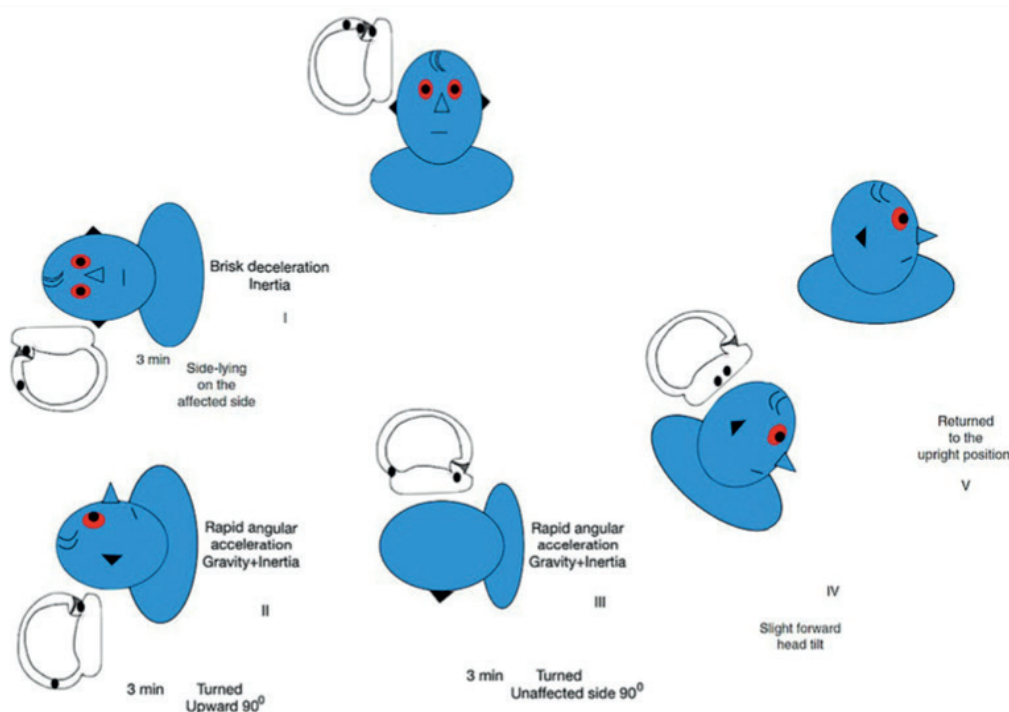 Brisk deceleration
Inertia
I
3 min
Side-lying
on the
affected side
Rapid angular
acceleration
Gravity+Inertia
II
3 min Turned
Upward 90⁰
Rapid angular
acceleration
Gravity+Inertia
III
3 min Turned
Unaffected side 90⁰
IV
Slight forward
head tilt
Returned
to the
upright position
V